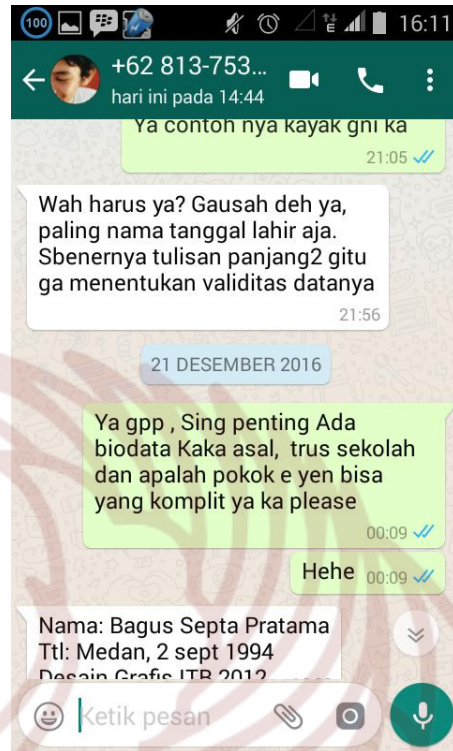 100
16:11
+62 813-753...
hari ini pada 14:44
Ya contoh nya kayak gni ka
21:05
Wah harus ya? Gausah deh ya,
paling nama tanggal lahir aja.
Sbenernya tulisan panjang2 gitu
ga menentukan validitas datanya
21:56
21 DESEMBER 2016
Ya gpp , Sing penting Ada
biodata Kaka asal, trus sekolah
dan apalah pokok e yen bisa
yang komplit ya ka please
00:09
Hehe 00:09
Nama: Bagus Septa Pratama
Ttl: Medan, 2 sept 1994
Desain Grafis ITB 2012
Ketik pesan